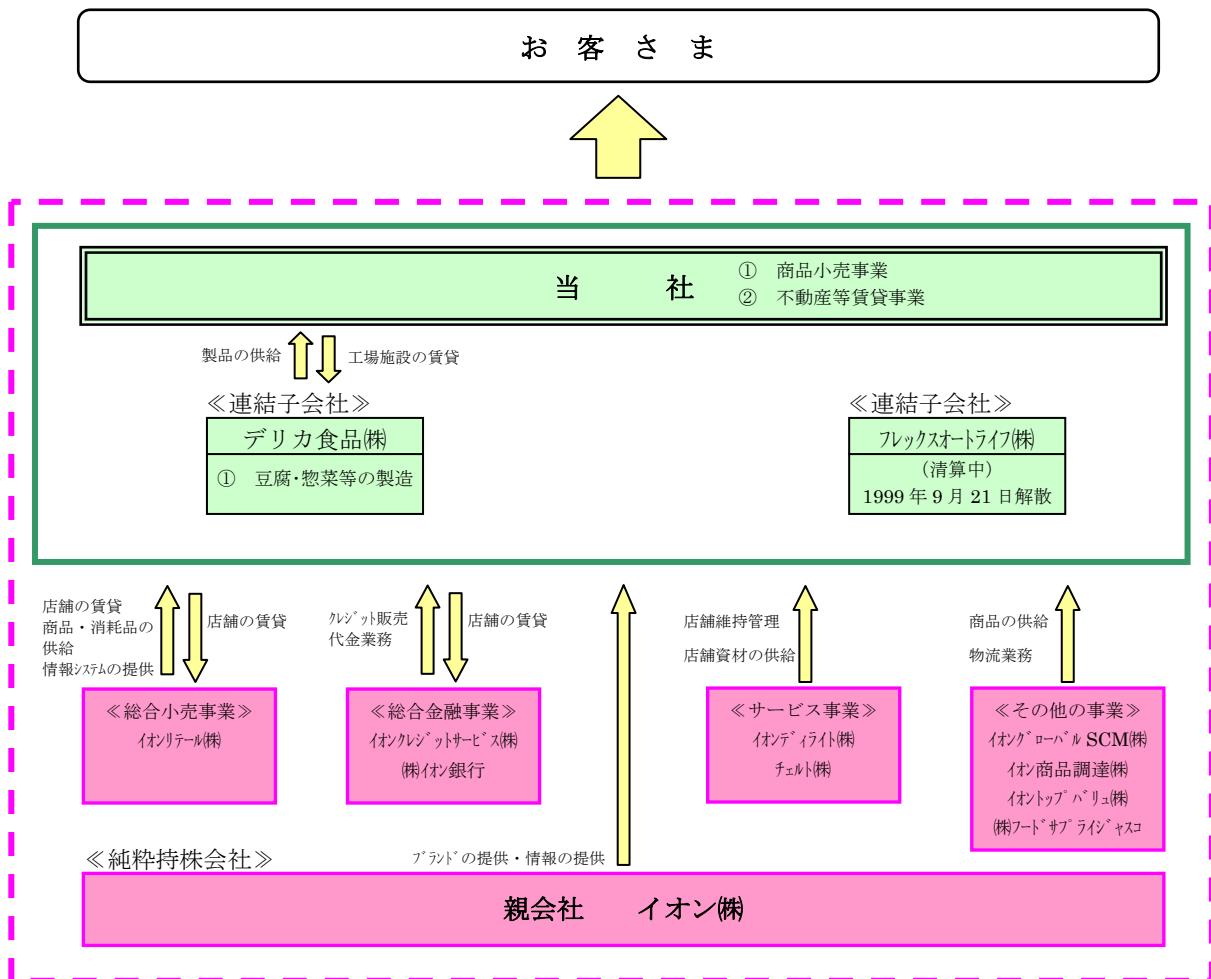 お 客 さ ま
当 社
① 商品小売事業
② 不動産等賃貸事業
製品の供給
工場施設の賃貸
≪連結子会社≫
デリカ食品㈱
① 豆腐・惣菜等の製造
≪連結子会社≫
ﾌﾚｯｸｽｵｰﾄﾗｲﾌ㈱
(清算中)
1999 年 9 月 21 日解散
店舗の賃貸
商品・消耗品の
供給
情報ｼｽﾃﾑの提供
店舗の賃貸
ｸﾚｼﾞｯﾄ販売
代金業務
店舗の賃貸
店舗維持管理
店舗資材の供給
商品の供給
物流業務
≪総合小売事業≫
ｲｵﾝﾘﾃｰﾙ㈱
≪総合金融事業≫
ｲｵﾝｸﾚｼﾞｯﾄｻｰﾋﾞｽ㈱
㈱ｲｵﾝ銀行
≪サービス事業≫
ｲｵﾝﾃﾞｨﾗｲﾄ㈱
ﾁｪﾙﾄ㈱
≪その他の事業≫
ｲｵﾝｸﾞﾛｰﾊﾞﾙ SCM㈱
ｲｵﾝ商品調達㈱
ｲｵﾝﾄｯﾌﾟﾊﾞﾘｭ㈱
㈱ﾌｰﾄﾞｻﾌﾟﾗｲｼﾞｬｽｺ
≪純粋持株会社≫
ﾌﾞﾗﾝﾄﾞの提供・情報の提供
親会社 イオン㈱